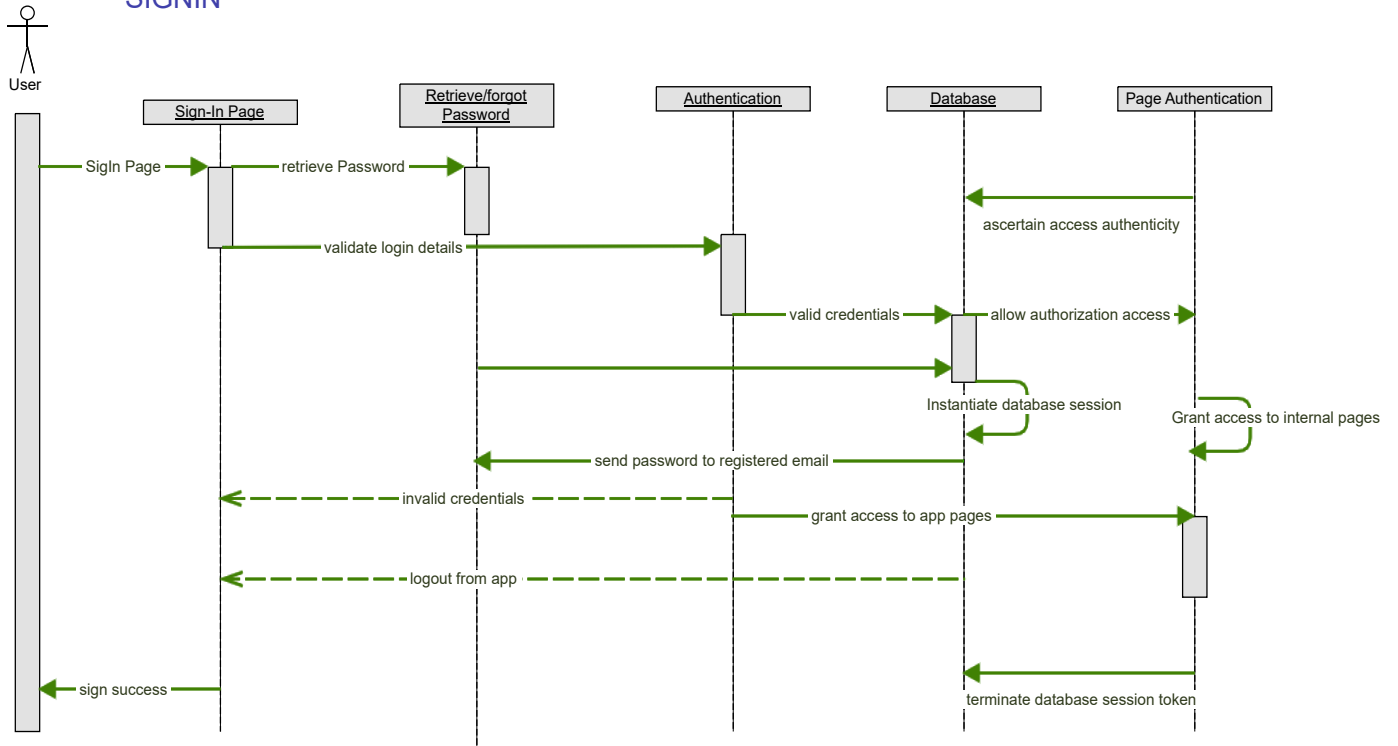 SIGNIN
User
Sign-In Page
Retrieve/forgot
Password
Authentication
Database
Page Authentication
SigIn Page
retrieve Password
ascertain access authenticity
validate login details
valid credentials
allow authorization access
Instantiate database session
Grant access to internal pages
send password to registered email
invalid credentials
grant access to app pages
logout from app
sign success
terminate database session token